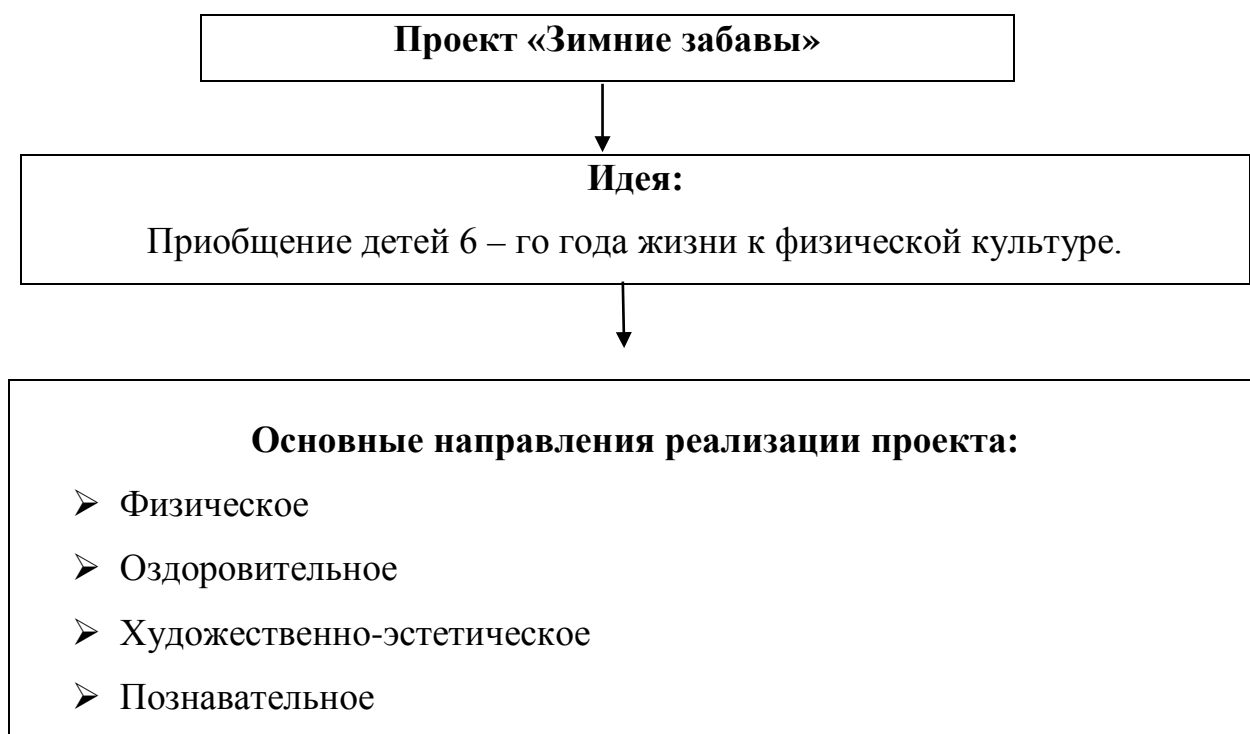 Проект «Зимние забавы»
Идея:
Приобщение детей 6 – го года жизни к физической культуре.
Основные направления реализации проекта:
➢ Физическое
➢ Оздоровительное
➢ Художественно-эстетическое
➢ Познавательное